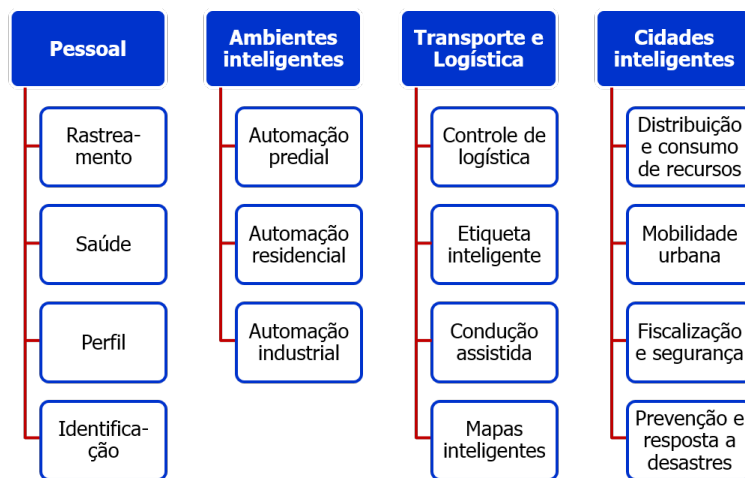 Pessoal
Rastrea-
mento
Saúde
Perfil
Identifica-
ção
Ambientes
inteligentes
Automação
predial
Automação
residencial
Automação
industrial
Transporte e
Logística
Controle de
logística
Etiqueta
inteligente
Condução
assistida
Mapas
inteligentes
Cidades
inteligentes
Distribuição
e consumo
de recursos
Mobilidade
urbana
Fiscalização
e segurança
Prevenção e
resposta a
desastres